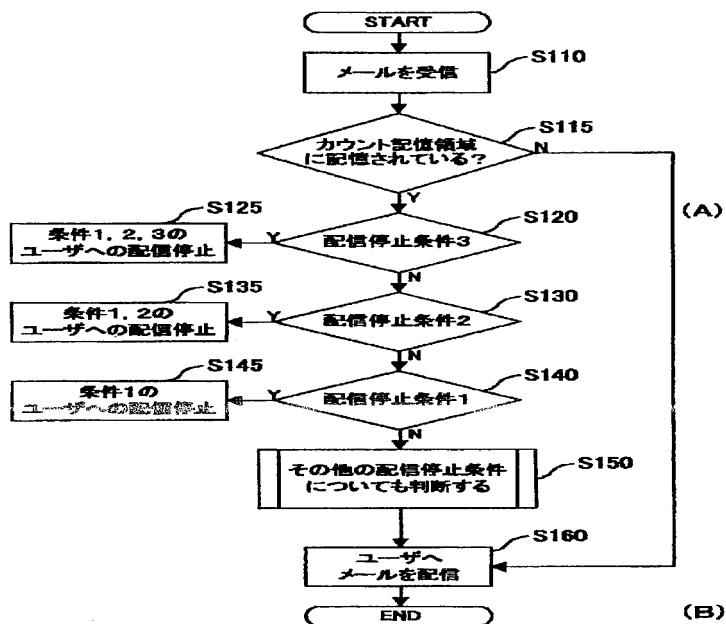 START
メールを受信
S110
カウント記憶領域
に記憶されている?
S115
N
Y
(A)
S125
条件1, 2, 3の
ユーザへの配信停止
Y
配信停止条件3
S120
N
S135
条件1, 2の
ユーザへの配信停止
Y
配信停止条件2
S130
N
S145
条件1の
ユーザへの配信停止
Y
配信停止条件1
S140
N
その他の配信停止条件
についても判断する
S150
ユーザへ
メールを配信
S160
END
(B)